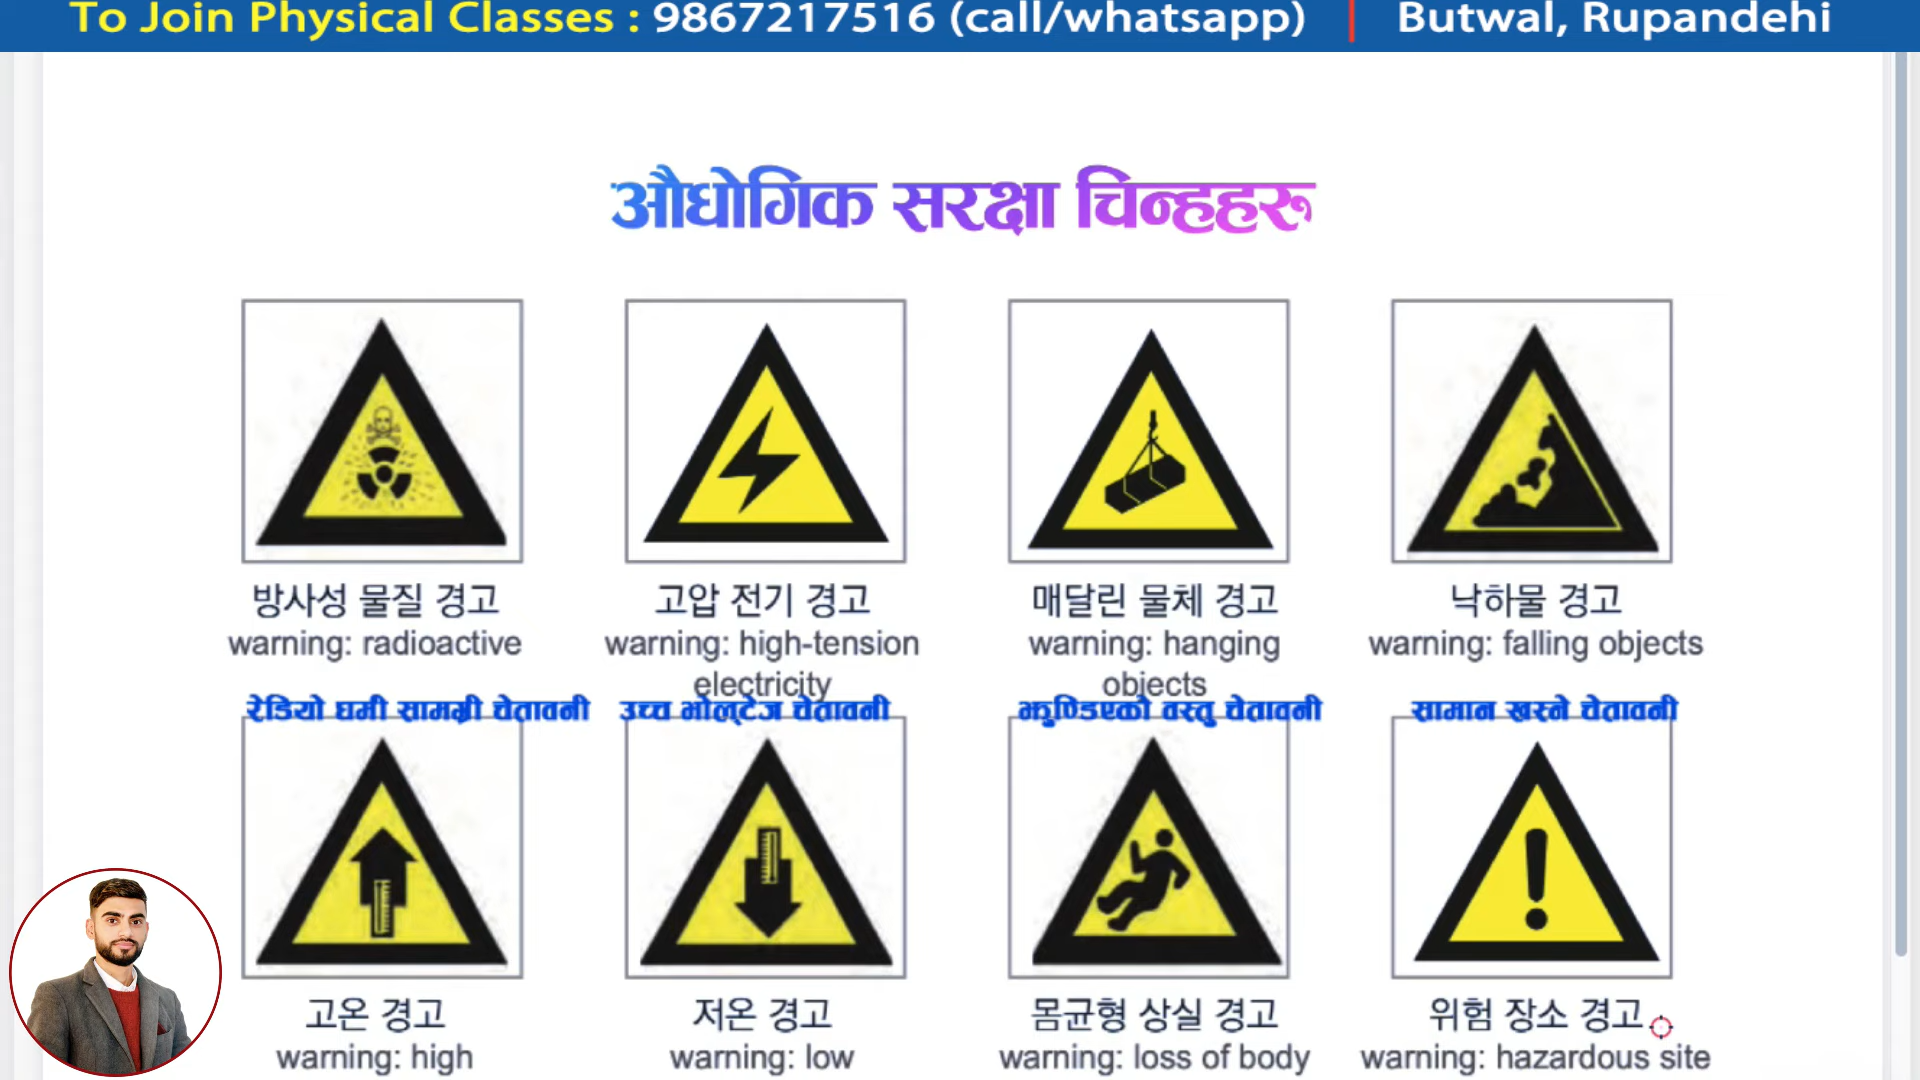 To Join Physical Classes : 9867217516 (call/whatsapp) | Butwal, Rupandehi
औधोगिक सरक्षा चिन्हहरू
방사성 물질 경고
warning: radioactive
रेडियो घमी सामग्री चेतावनी
고압 전기 경고
warning: high-tension
electricity
उच्च भोल्टेज चेतावनी
매달린 물체 경고
warning: hanging
objects
झुण्डिएको वस्तु चेतावनी
낙하물 경고
warning: falling objects
सामान खस्ने चेतावनी
고온 경고
warning: high
저온 경고
warning: low
몸균형 상실 경고
warning: loss of body
위험 장소 경고
warning: hazardous site